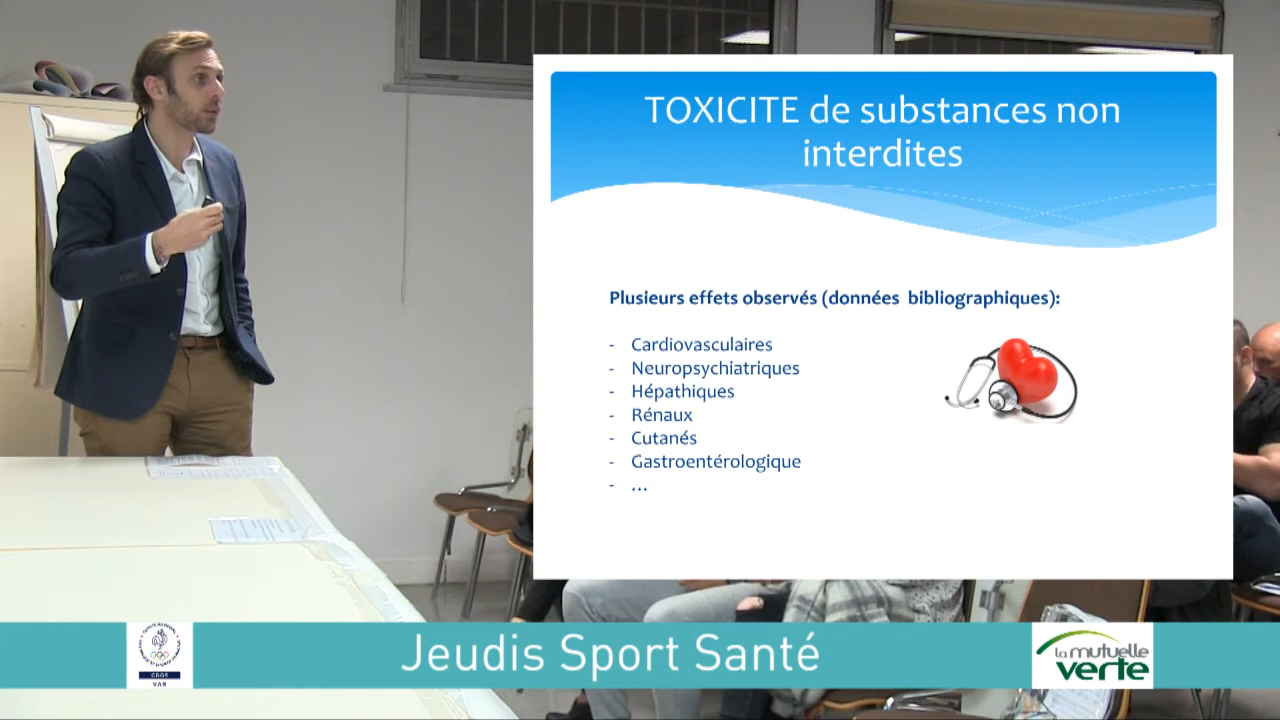 TOXICITE de substances non
interdites
Plusieurs effets observés (données bibliographiques):
- Cardiovasculaires
- Neuropsychiatriques
- Hépathiques
- Rénaux
- Cutanés
- Gastroentérologique
- ...
Jeudis Sport Santé
CDOS
VAR
la mutuelle
verte